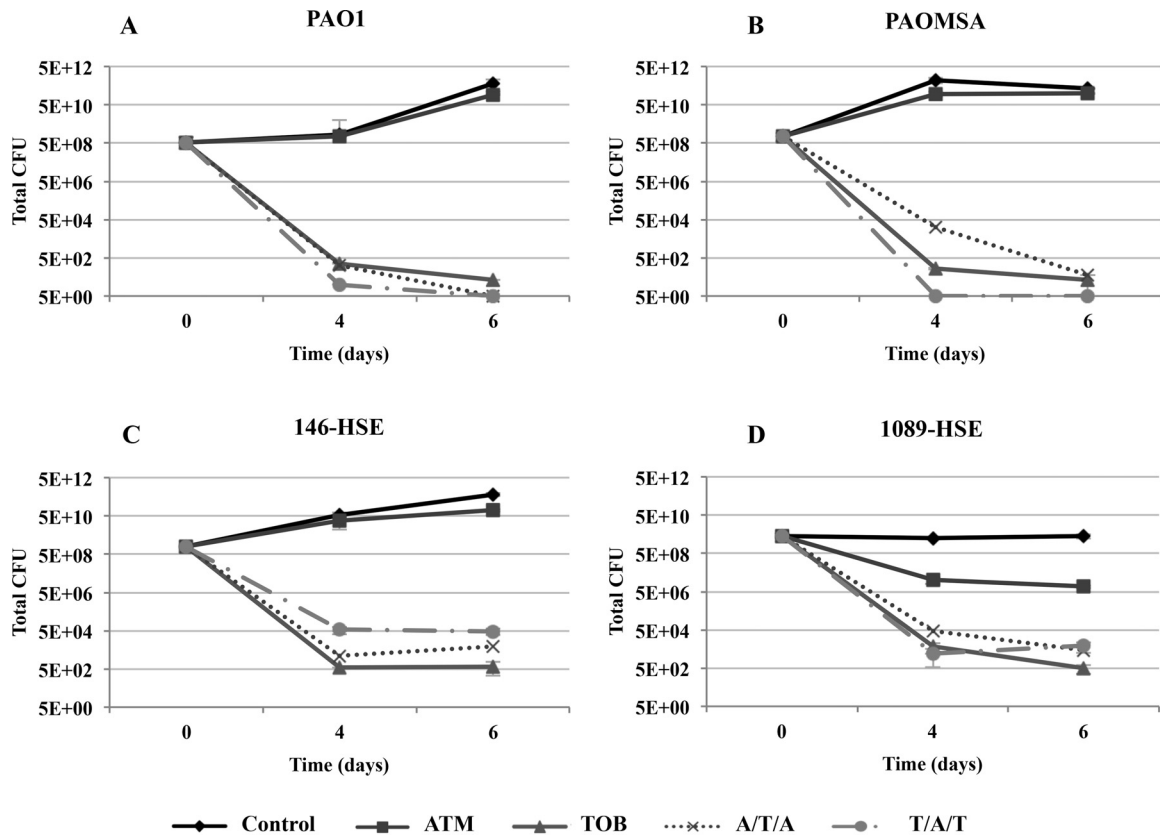 A PAO1
5E+12
5E+10
5E+08
5E+06
5E+04
5E+02
5E+00
Total CFU
0 4 6
Time (days)
B PAOMSA
5E+12
5E+10
5E+08
5E+06
5E+04
5E+02
5E+00
Total CFU
0 4 6
Time (days)
C 146-HSE
5E+12
5E+10
5E+08
5E+06
5E+04
5E+02
5E+00
Total CFU
0 4 6
Time (days)
D 1089-HSE
5E+12
5E+10
5E+08
5E+06
5E+04
5E+02
5E+00
Total CFU
0 4 6
Time (days)
Control ATM TOB A/T/A T/A/T